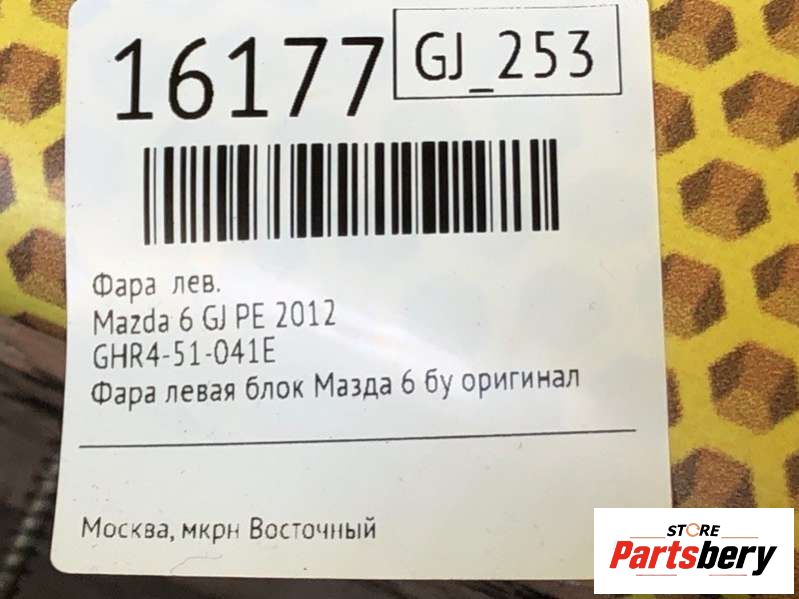 16177
GJ_253
Фара лев.
Mazda 6 GJ PE 2012
GHR4-51-041E
Фара левая блок Мазда 6 бу оригинал
Москва, мкрн Восточный
STORE
Partsbery